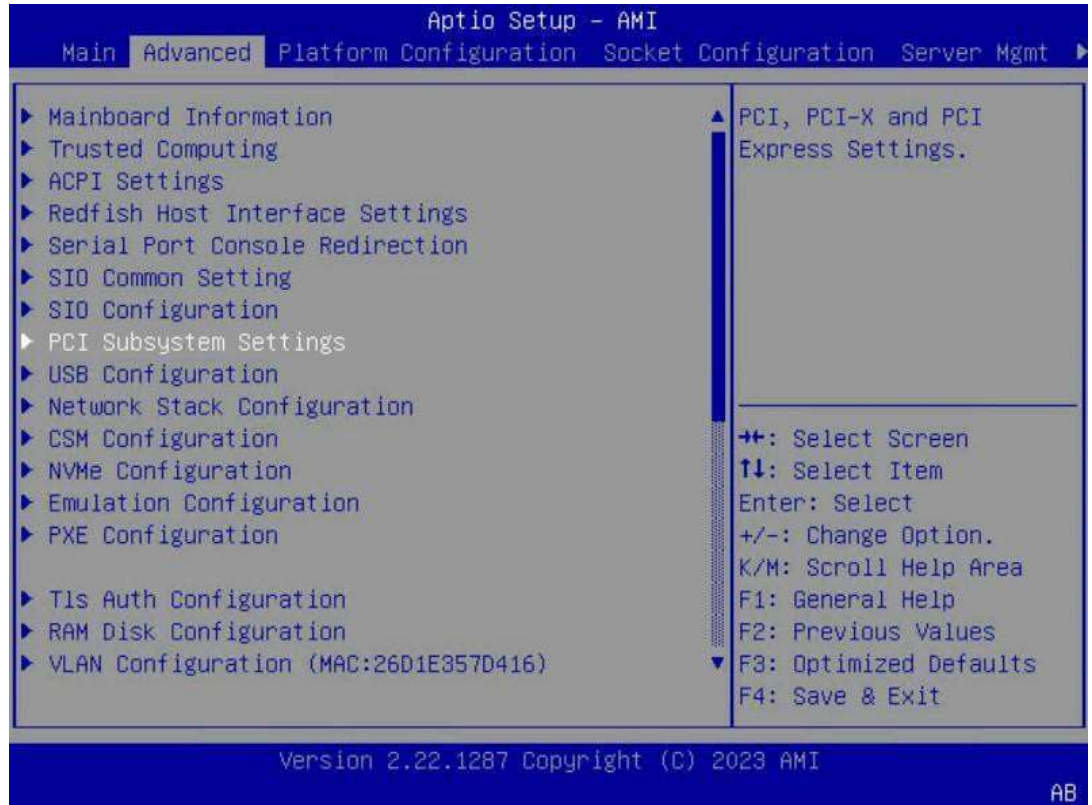 Aptio Setup – AMI
Main Advanced Platform Configuration Socket Configuration Server Mgmt ▶
▶ Mainboard Information
▶ Trusted Computing
▶ ACPI Settings
▶ Redfish Host Interface Settings
▶ Serial Port Console Redirection
▶ SIO Common Setting
▶ SIO Configuration
▶ PCI Subsystem Settings
▶ USB Configuration
▶ Network Stack Configuration
▶ CSM Configuration
▶ NVMe Configuration
▶ Emulation Configuration
▶ PXE Configuration
▶ Tls Auth Configuration
▶ RAM Disk Configuration
▶ VLAN Configuration (MAC:26D1E357D416)
PCI, PCI-X and PCI
Express Settings.
→←: Select Screen
↑↓: Select Item
Enter: Select
+/-: Change Option.
K/M: Scroll Help Area
F1: General Help
F2: Previous Values
F3: Optimized Defaults
F4: Save & Exit
Version 2.22.1287 Copyright (C) 2023 AMI
AB